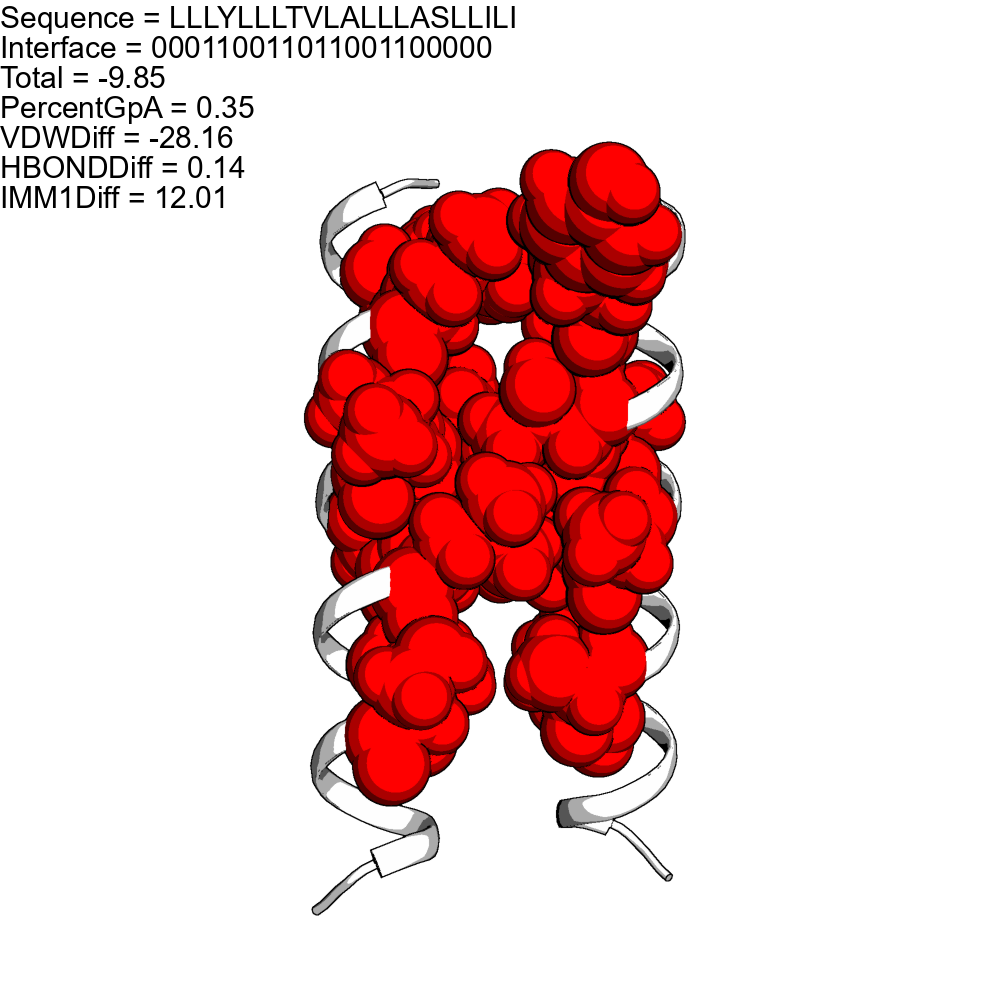 Sequence = LLLYLLLTVLALLLASLLILI
Interface = 000110011011001100000
Total = -9.85
PercentGpA = 0.35
VDWDiff = -28.16
HBONDDiff = 0.14
IMM1Diff = 12.01